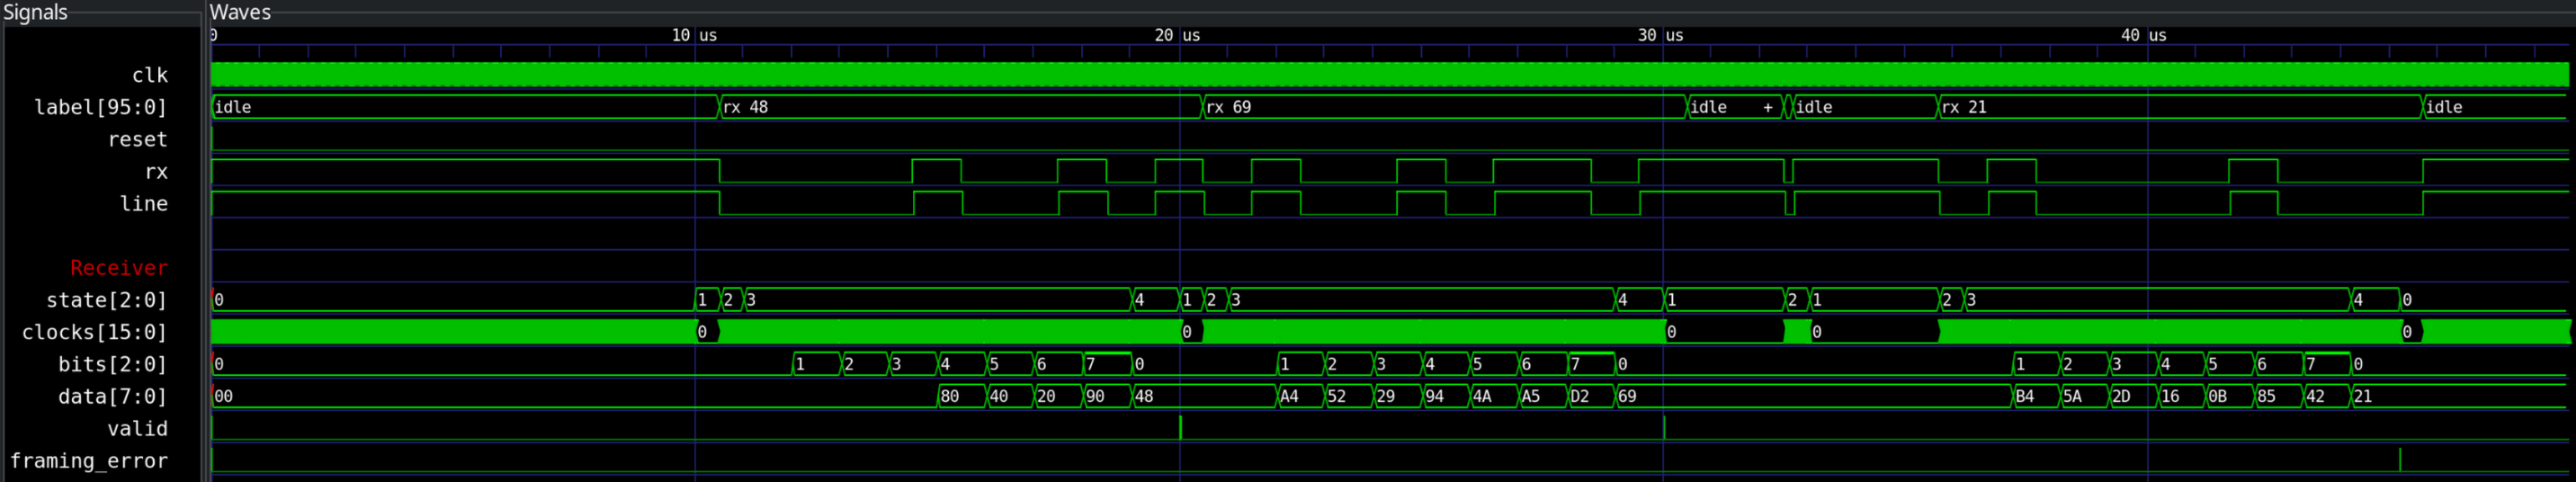 Signals Waves
0 10 us 20 us 30 us 40 us
clk
label[95:0] idle rx 48 rx 69 idle + idle rx 21 idle
reset
rx
line
Receiver
state[2:0] 0 1 2 3 4 1 2 3 4 1 2 1 2 3 4 0
clocks[15:0] 0 0 0 0 0
bits[2:0] 0 1 2 3 4 5 6 7 0 1 2 3 4 5 6 7 0 1 2 3 4 5 6 7 0
data[7:0] 00 80 40 20 90 48 A4 52 29 94 4A A5 D2 69 B4 5A 2D 16 0B 85 42 21
valid
framing_error